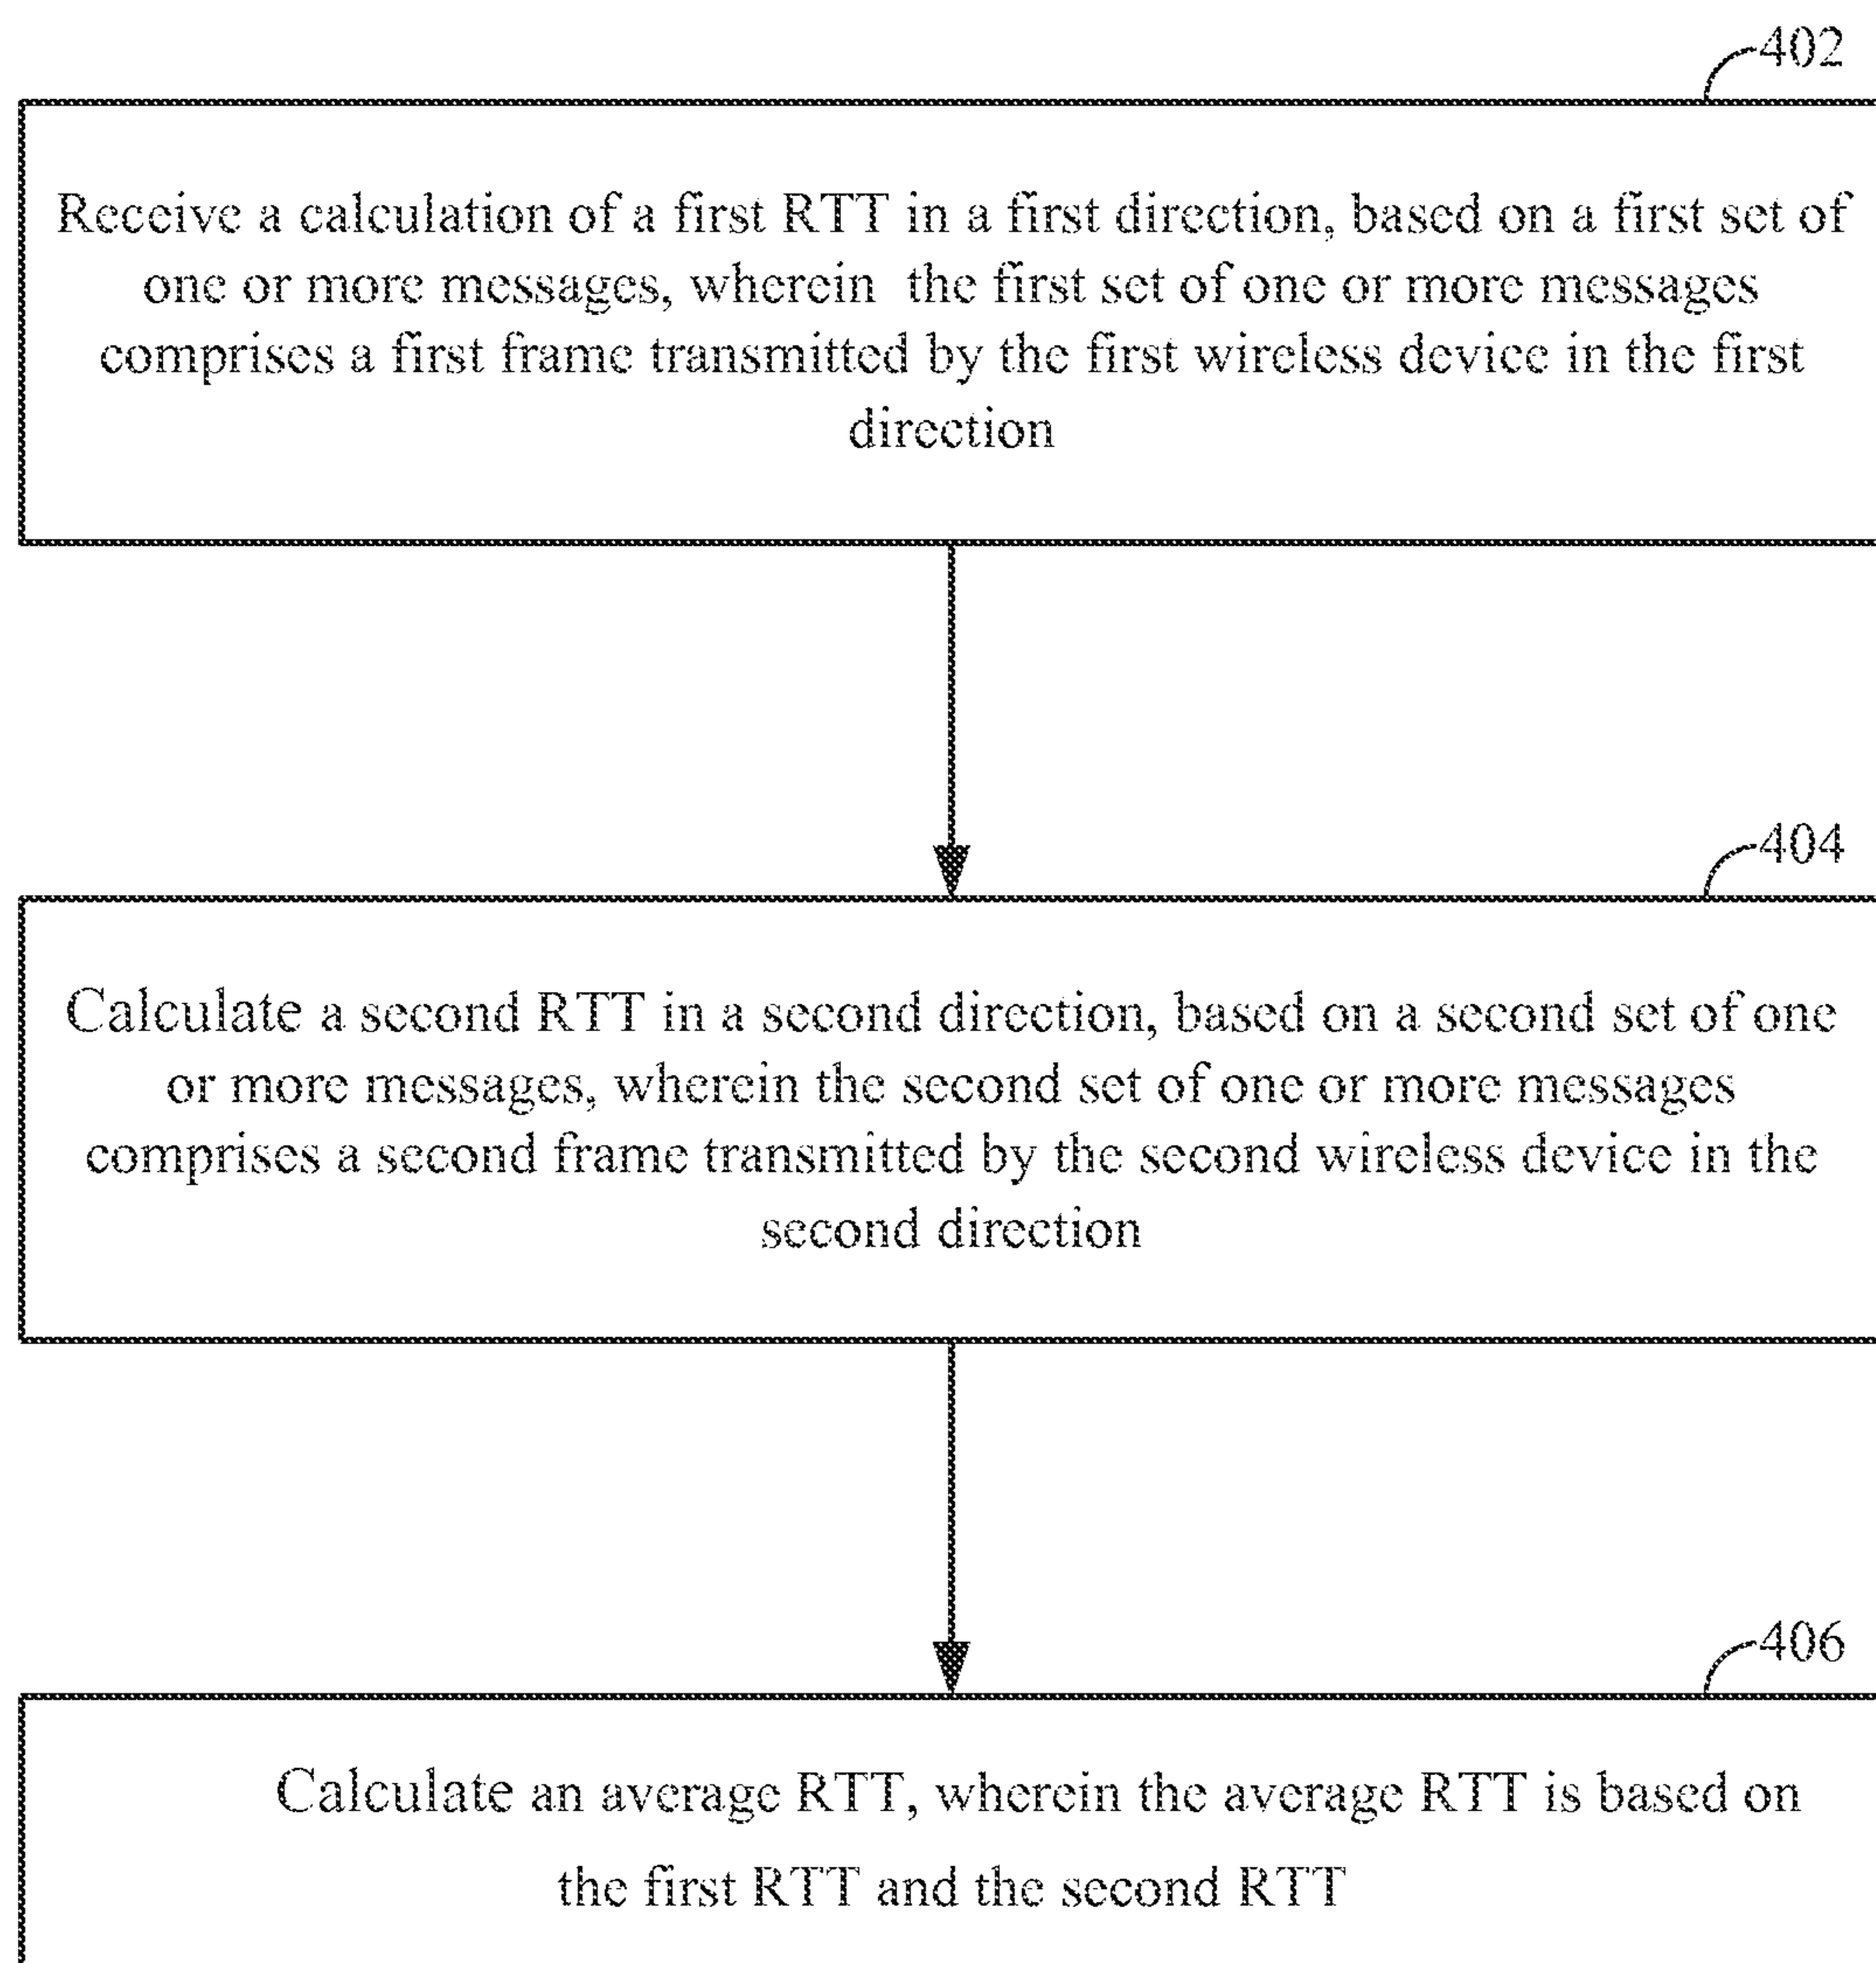 402
Receive a calculation of a first RTT in a first direction, based on a first set of
one or more messages, wherein the first set of one or more messages
comprises a first frame transmitted by the first wireless device in the first
direction
404
Calculate a second RTT in a second direction, based on a second set of one
or more messages, wherein the second set of one or more messages
comprises a second frame transmitted by the second wireless device in the
second direction
406
Calculate an average RTT, wherein the average RTT is based on
the first RTT and the second RTT